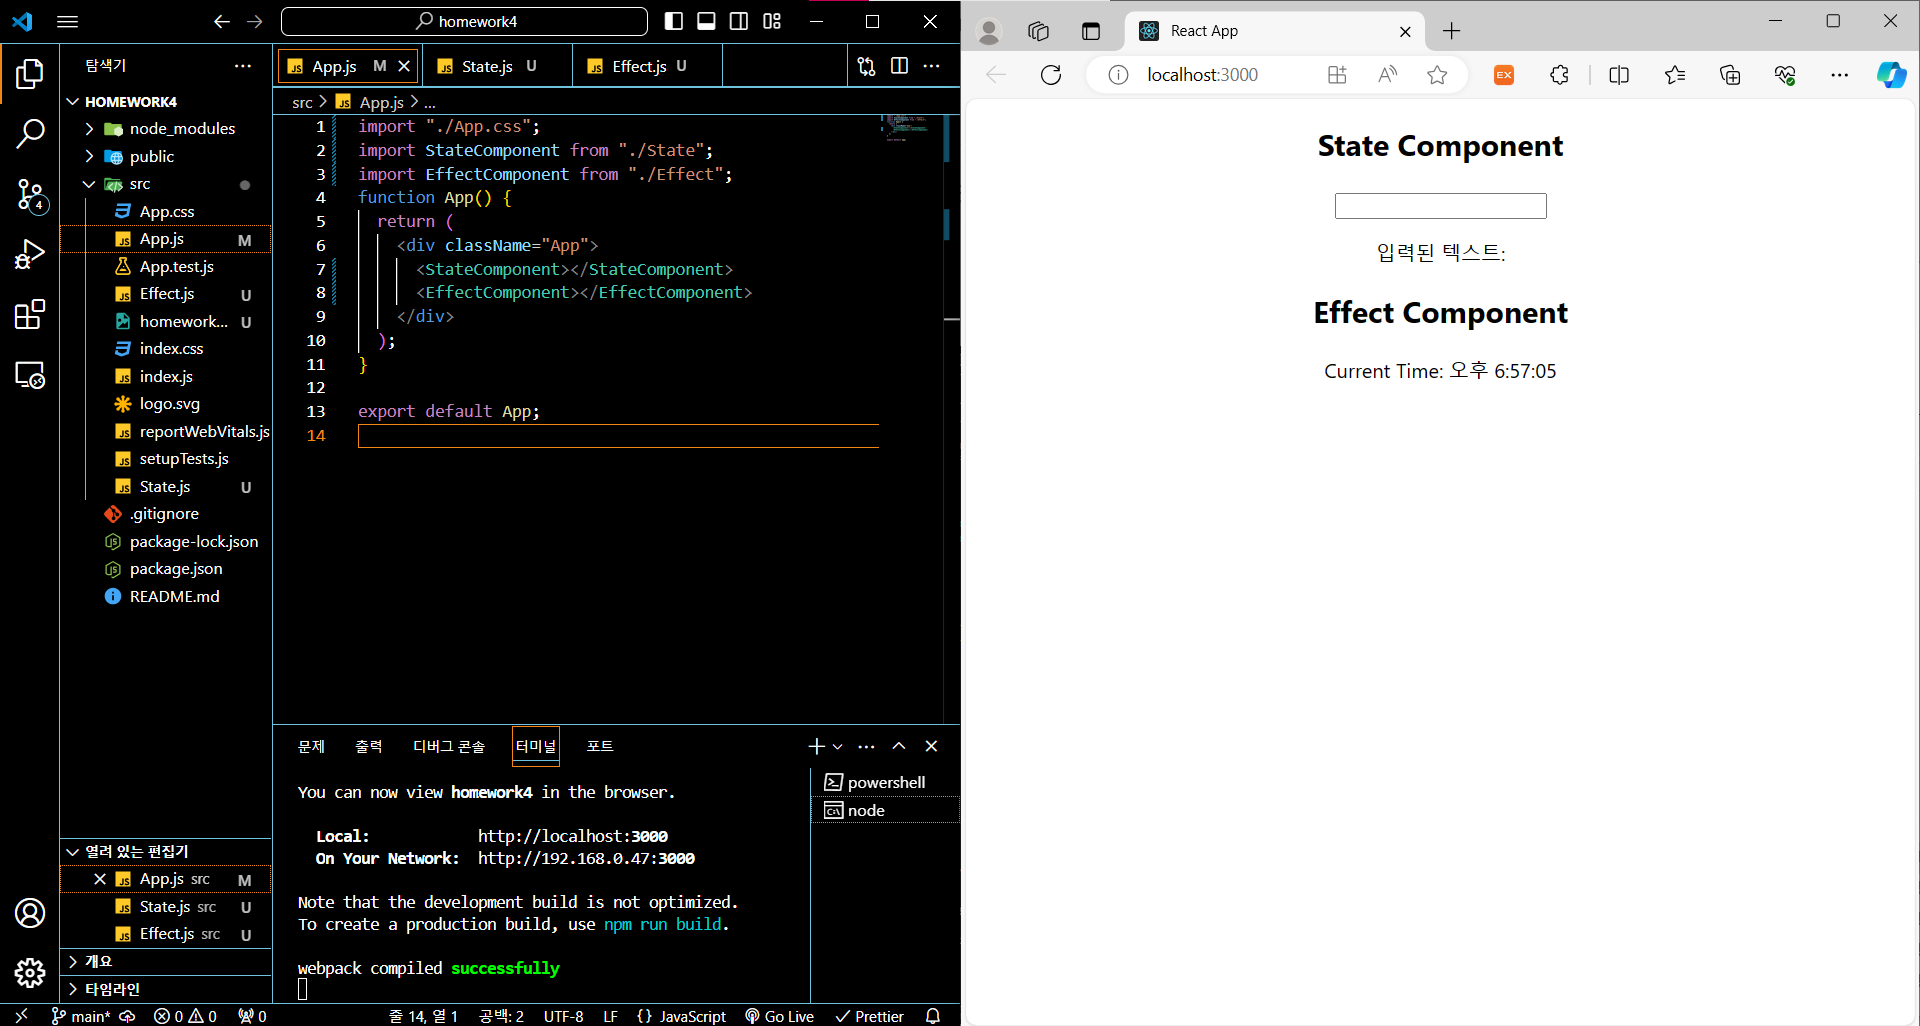 homework4
탐색기
HOMEWORK4
node_modules
public
src
App.css
App.js M
App.test.js
Effect.js U
homework... U
index.css
index.js
logo.svg
reportWebVitals.js
setupTests.js
State.js U
.gitignore
package-lock.json
package.json
README.md
열려 있는 편집기
App.js src M
State.js src U
Effect.js src U
개요
타임라인
4
App.js M
State.js U
Effect.js U
src > App.js > ...
1 import "./App.css";
2 import StateComponent from "./State";
3 import EffectComponent from "./Effect";
4 function App() {
5 return (
6 <div className="App">
7 <StateComponent></StateComponent>
8 <EffectComponent></EffectComponent>
9 </div>
10 );
11 }
12
13 export default App;
14
문제 출력 디버그 콘솔 터미널 포트
You can now view homework4 in the browser.
Local: http://localhost:3000
On Your Network: http://192.168.0.47:3000
Note that the development build is not optimized.
To create a production build, use npm run build.
webpack compiled successfully
powershell
node
main* 0 0 0 줄 14, 열 1 공백: 2 UTF-8 LF {} JavaScript Go Live Prettier
React App
localhost:3000
EX
State Component
입력된 텍스트:
Effect Component
Current Time: 오후 6:57:05